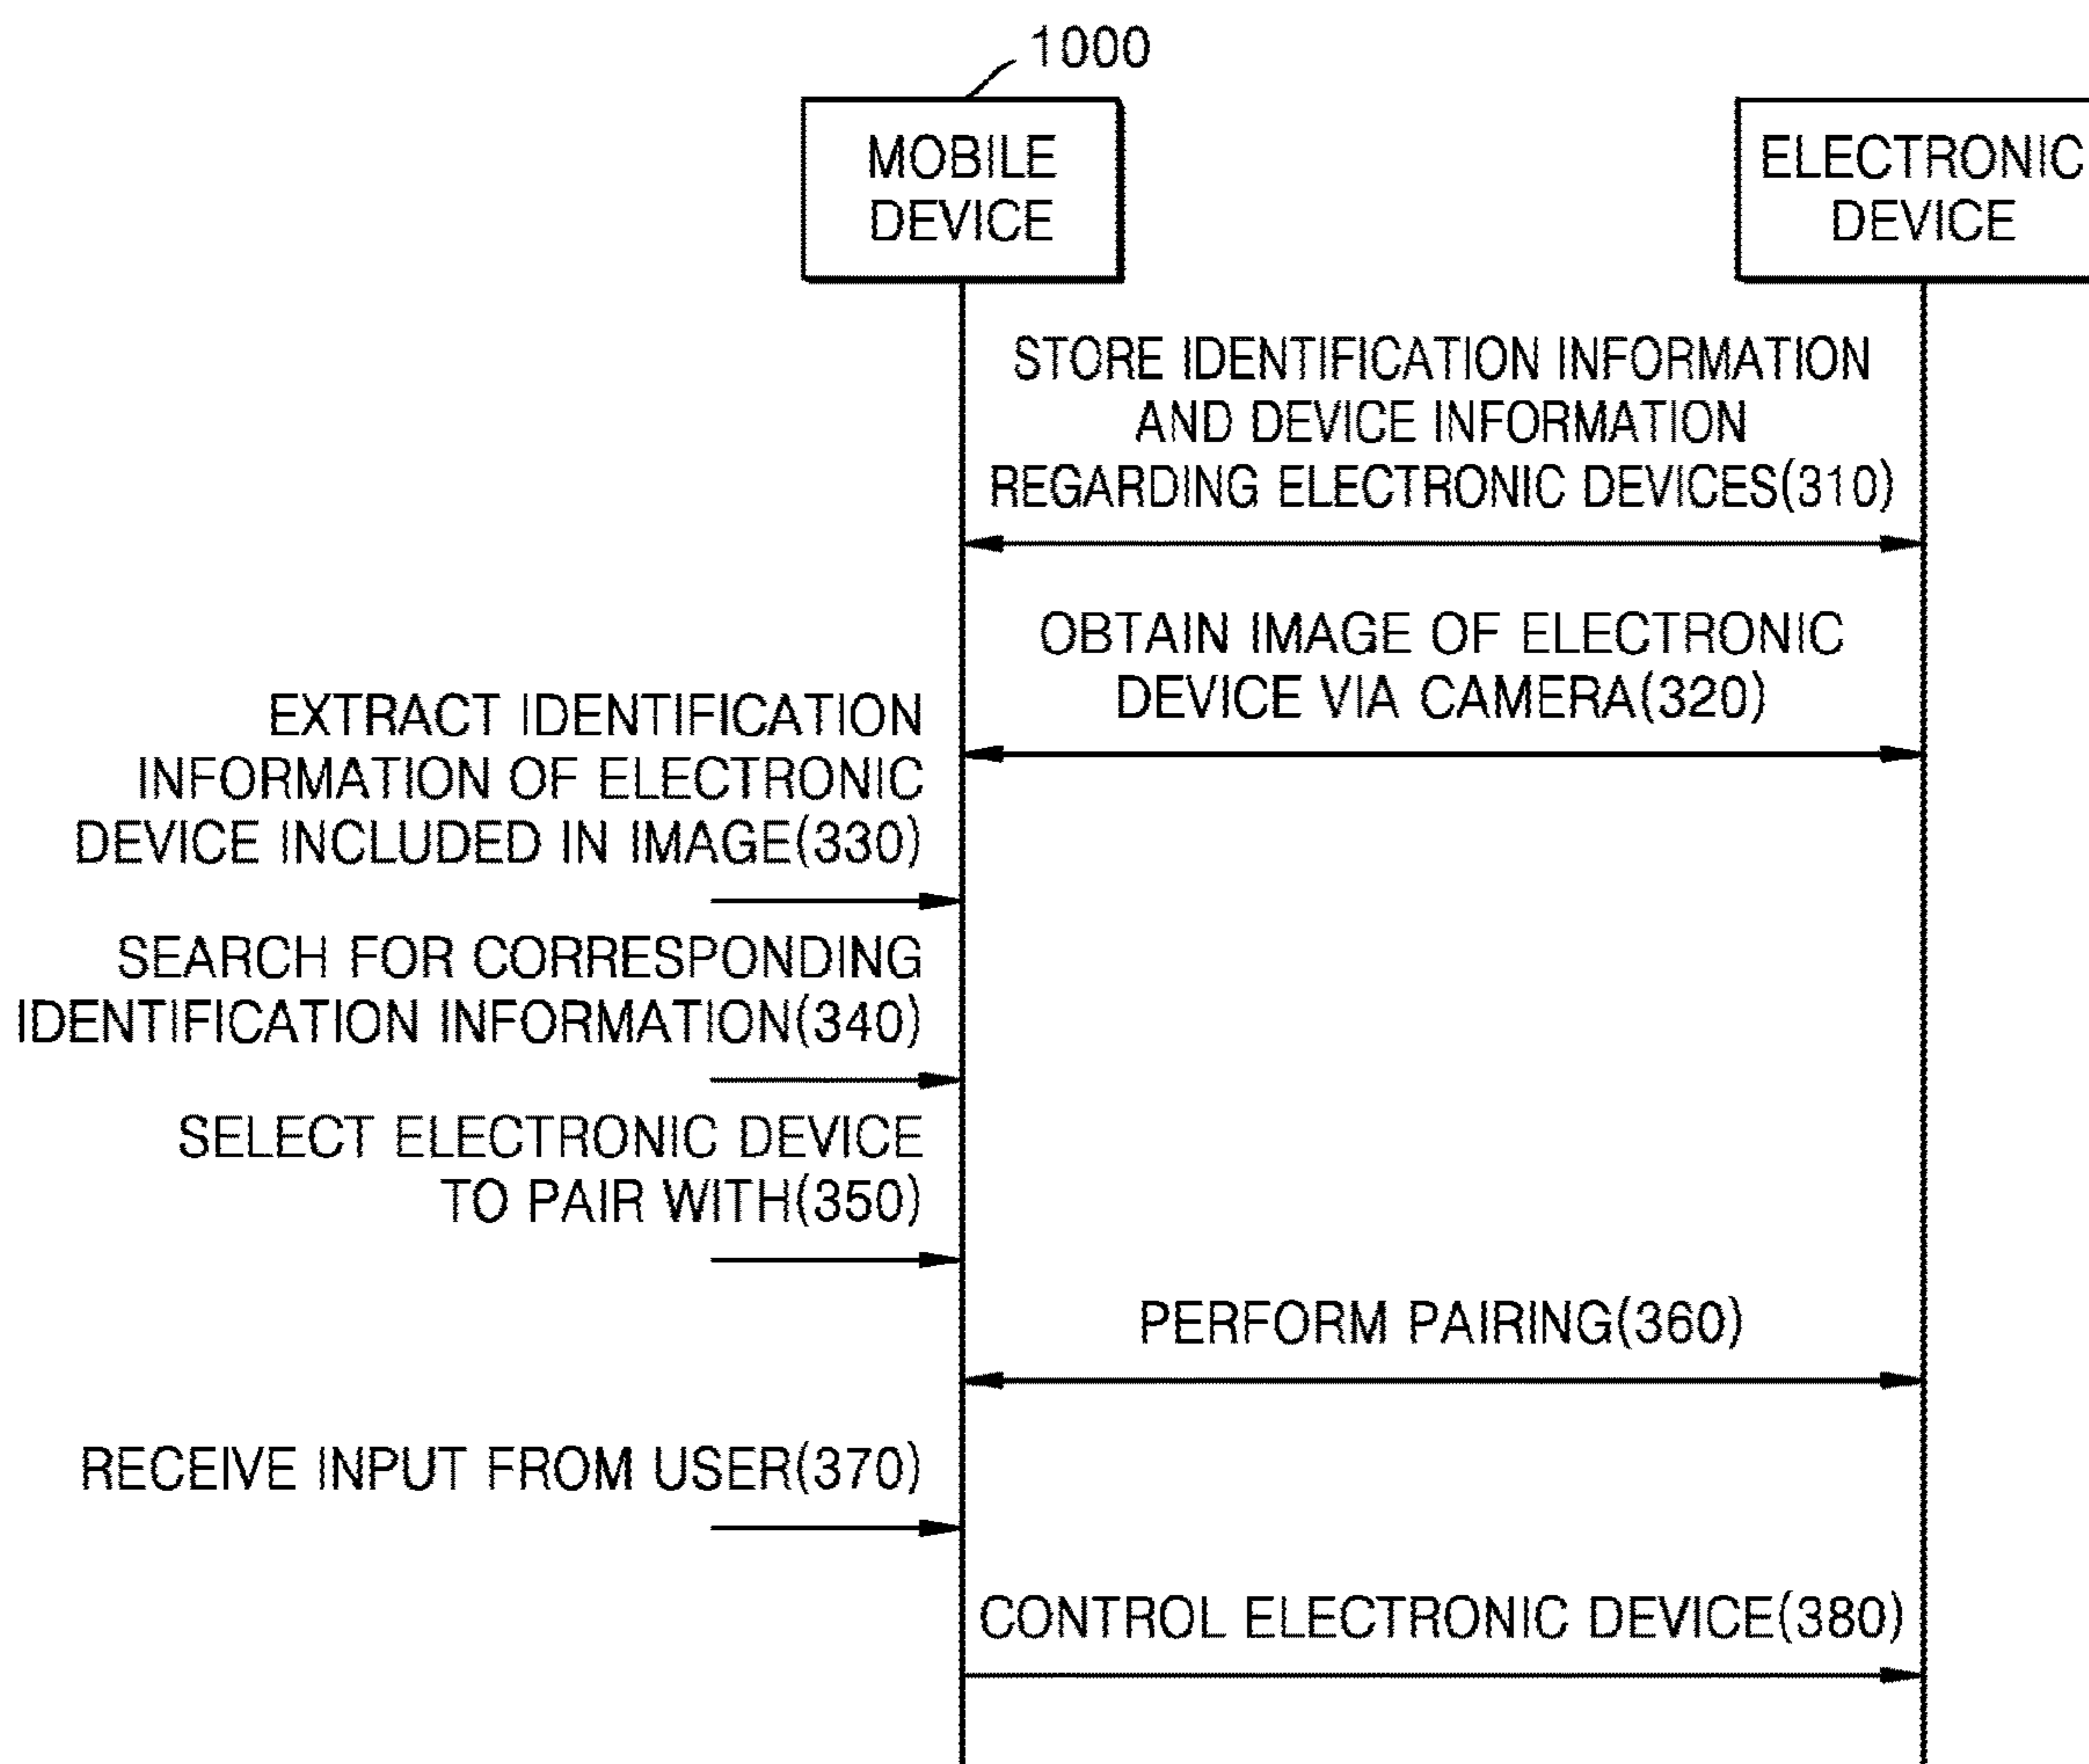 1000
MOBILE
DEVICE
ELECTRONIC
DEVICE
STORE IDENTIFICATION INFORMATION
AND DEVICE INFORMATION
REGARDING ELECTRONIC DEVICES(310)
OBTAIN IMAGE OF ELECTRONIC
DEVICE VIA CAMERA(320)
EXTRACT IDENTIFICATION
INFORMATION OF ELECTRONIC
DEVICE INCLUDED IN IMAGE(330)
SEARCH FOR CORRESPONDING
IDENTIFICATION INFORMATION(340)
SELECT ELECTRONIC DEVICE
TO PAIR WITH(350)
PERFORM PAIRING(360)
RECEIVE INPUT FROM USER(370)
CONTROL ELECTRONIC DEVICE(380)